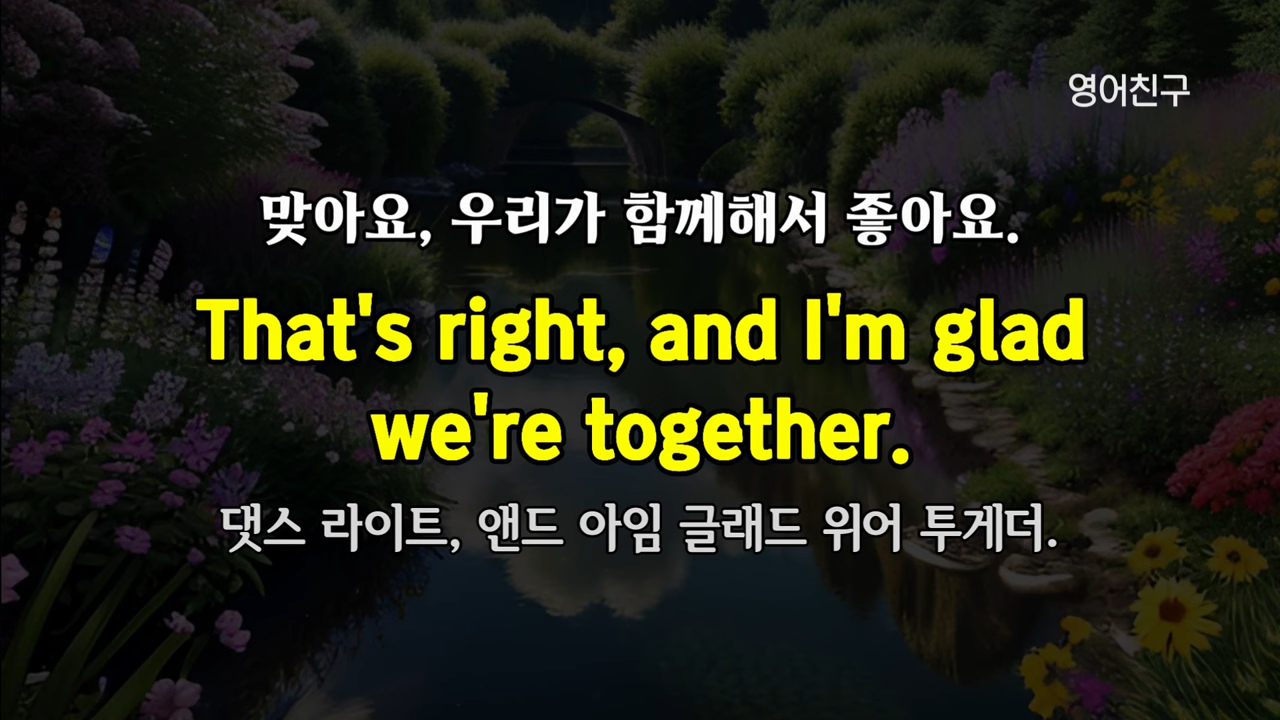 영어친구
맞아요, 우리가 함께해서 좋아요.
That's right, and I'm glad
we're together.
댓스 라이트, 앤드 아임 글래드 위어 투게더.